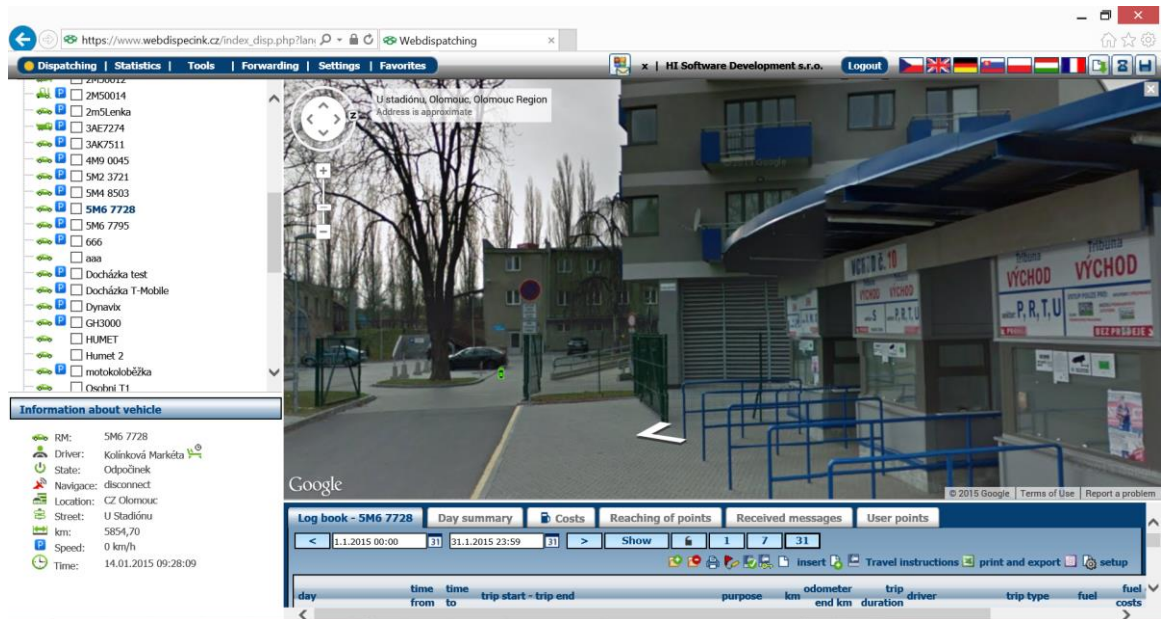 https://www.webdispecink.cz/index_disp.php?lan
Webdispatching
Dispatching | Statistics | Tools | Forwarding | Settings | Favorites
x | HI Software Development s.r.o.
Logout
2M50014
2m5Lenka
3AE7274
3AK7511
4M9 0045
5M2 3721
5M4 8503
5M6 7728
5M6 7795
666
aaa
Docházka test
Docházka T-Mobile
Dynavix
GH3000
HUMET
Humet 2
motokoloběžka
Osobni T1
Information about vehicle
RM: 5M6 7728
Driver: Kolínková Markéta
State: Odpočinek
Navigace: disconnect
Location: CZ Olomouc
Street: U Stadiónu
km: 5854,70
Speed: 0 km/h
Time: 14.01.2015 09:28:09
U stadiónu, Olomouc, Olomouc Region
Address is approximate
VCHOD Č. 10
Tribuna
VÝCHOD
P, R, T, U
Tribuna
VÝCHOD
sektor P, R, T, U
BEZ PRODEJE
Google
© 2015 Google
Terms of Use
Report a problem
Log book - 5M6 7728
Day summary
Costs
Reaching of points
Received messages
User points
<
1.1.2015 00:00
31
31.1.2015 23:59
31
>
Show
1
7
31
insert
Travel instructions
print and export
setup
day
time from
time to
trip start - trip end
purpose
km
odometer end km
trip duration
driver
trip type
fuel
fuel costs